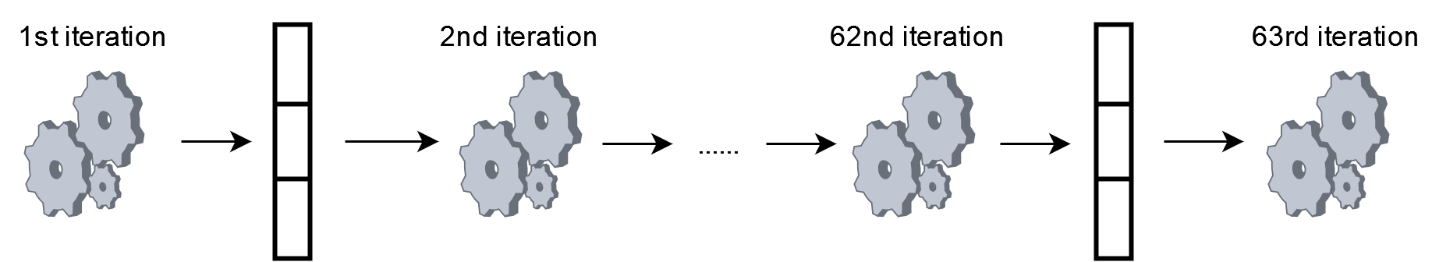 1st iteration
2nd iteration
62nd iteration
63rd iteration
......